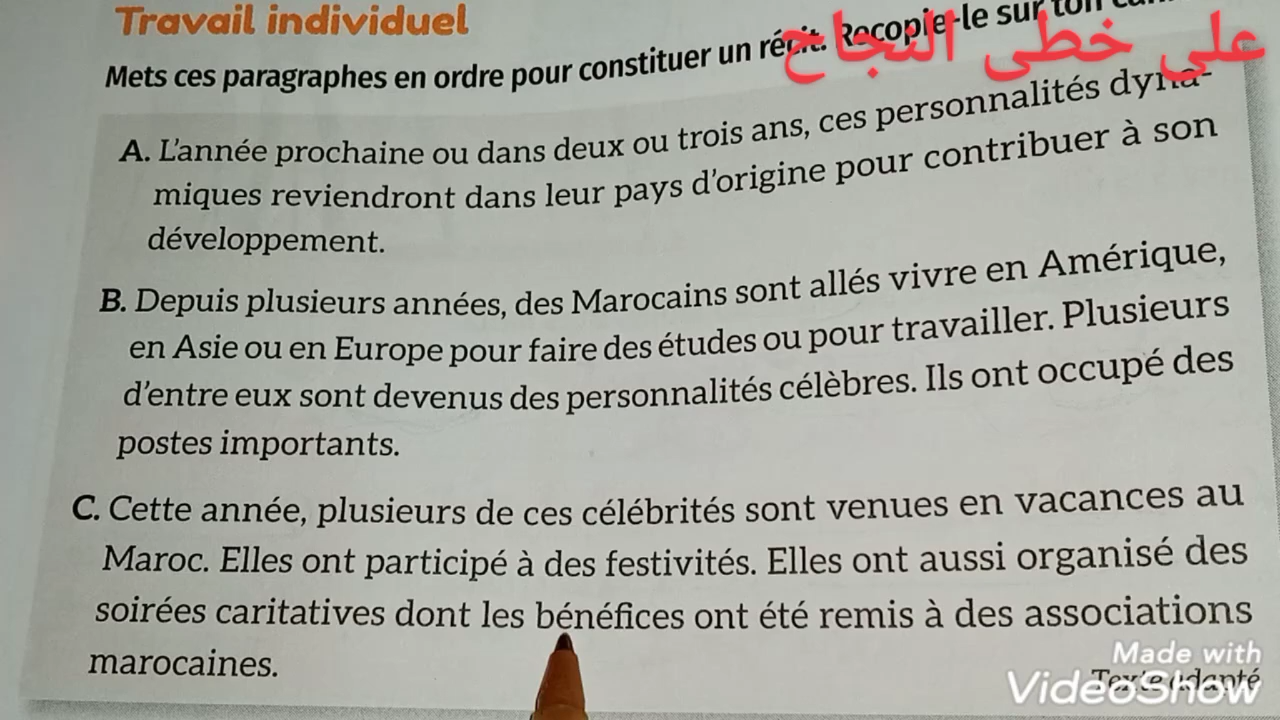 Travail individuel
Mets ces paragraphes en ordre pour constituer un récit. Recopie-le sur ton
على خطى النجاح
A. L'année prochaine ou dans deux ou trois ans, ces personnalités dyna-
miques reviendront dans leur pays d'origine pour contribuer à son
développement.
B. Depuis plusieurs années, des Marocains sont allés vivre en Amérique,
en Asie ou en Europe pour faire des études ou pour travailler. Plusieurs
d'entre eux sont devenus des personnalités célèbres. Ils ont occupé des
postes importants.
C. Cette année, plusieurs de ces célébrités sont venues en vacances au
Maroc. Elles ont participé à des festivités. Elles ont aussi organisé des
soirées caritatives dont les bénéfices ont été remis à des associations
marocaines.
Texte adapté
Made with
VideoShow